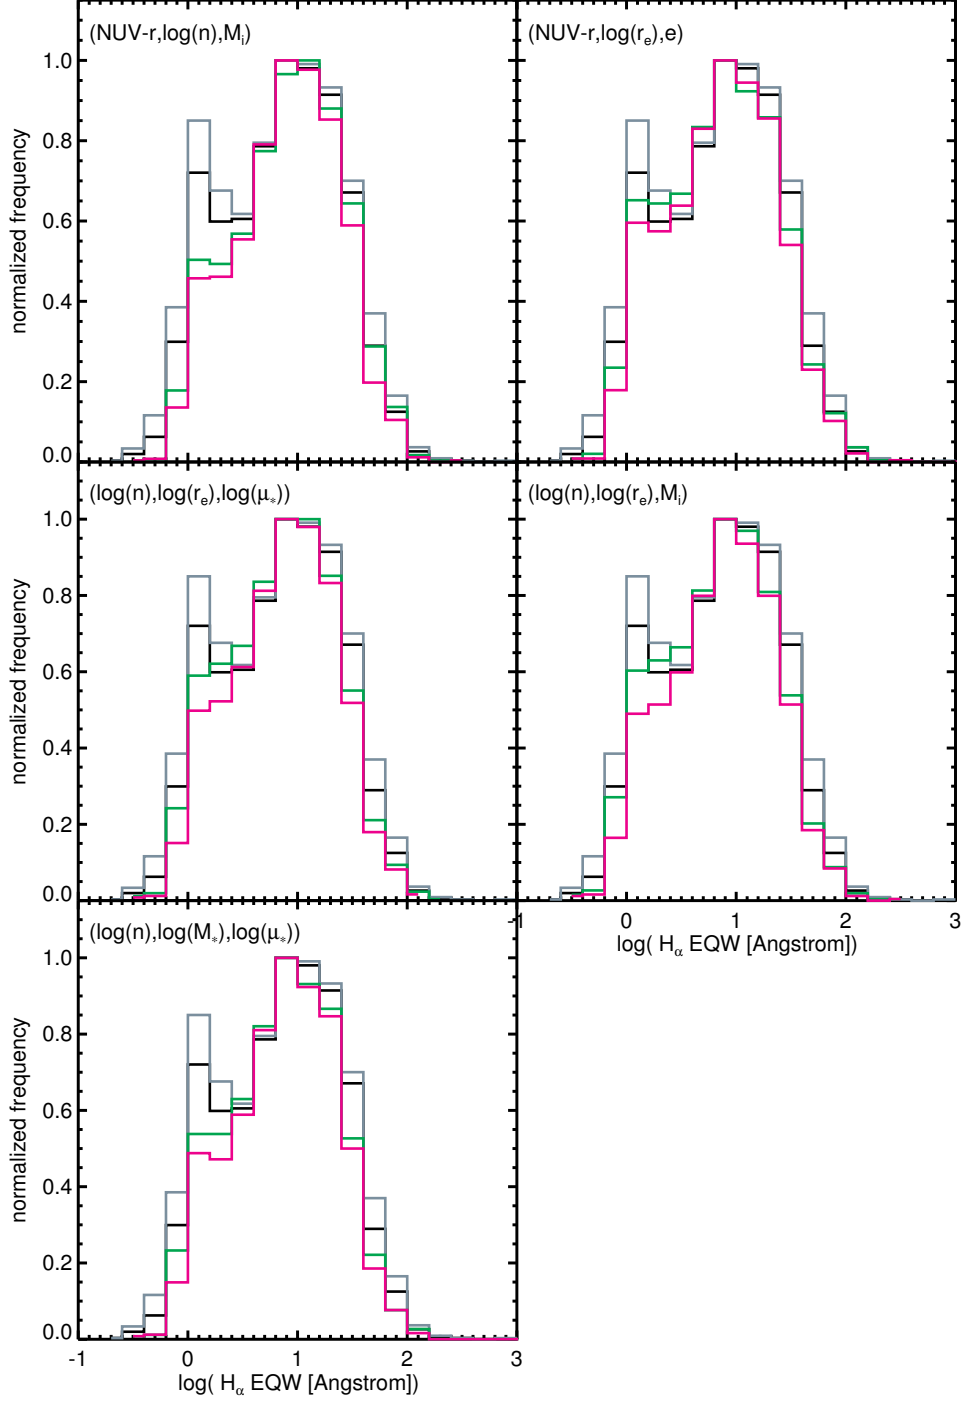 (NUV-r,log(n),Mᵢ)
(NUV-r,log(rₑ),e)
1.0
0.8
0.6
0.4
0.2
0.0
normalized frequency
(log(n),log(rₑ),log(μ*))
(log(n),log(rₑ),Mᵢ)
1.0
0.8
0.6
0.4
0.2
0.0
normalized frequency
-1 0 1 2 3
log( Hα EQW [Angstrom])
(log(n),log(M*),log(μ*))
1.0
0.8
0.6
0.4
0.2
0.0
normalized frequency
-1 0 1 2 3
log( Hα EQW [Angstrom])